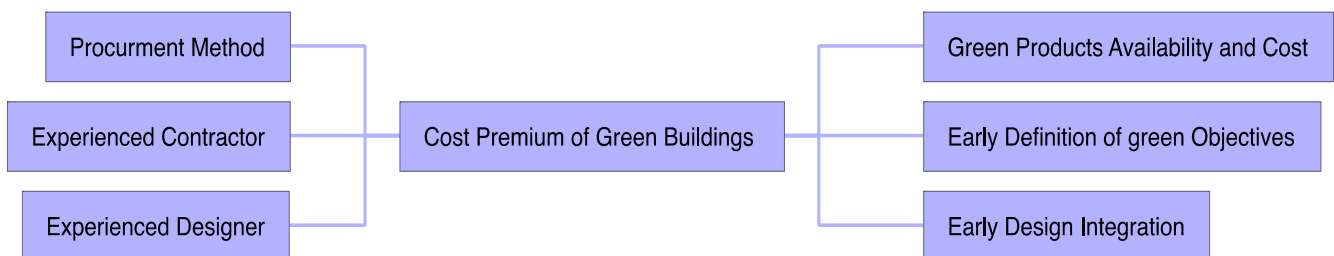 Procurment Method
Experienced Contractor
Experienced Designer
Cost Premium of Green Buildings
Green Products Availability and Cost
Early Definition of green Objectives
Early Design Integration